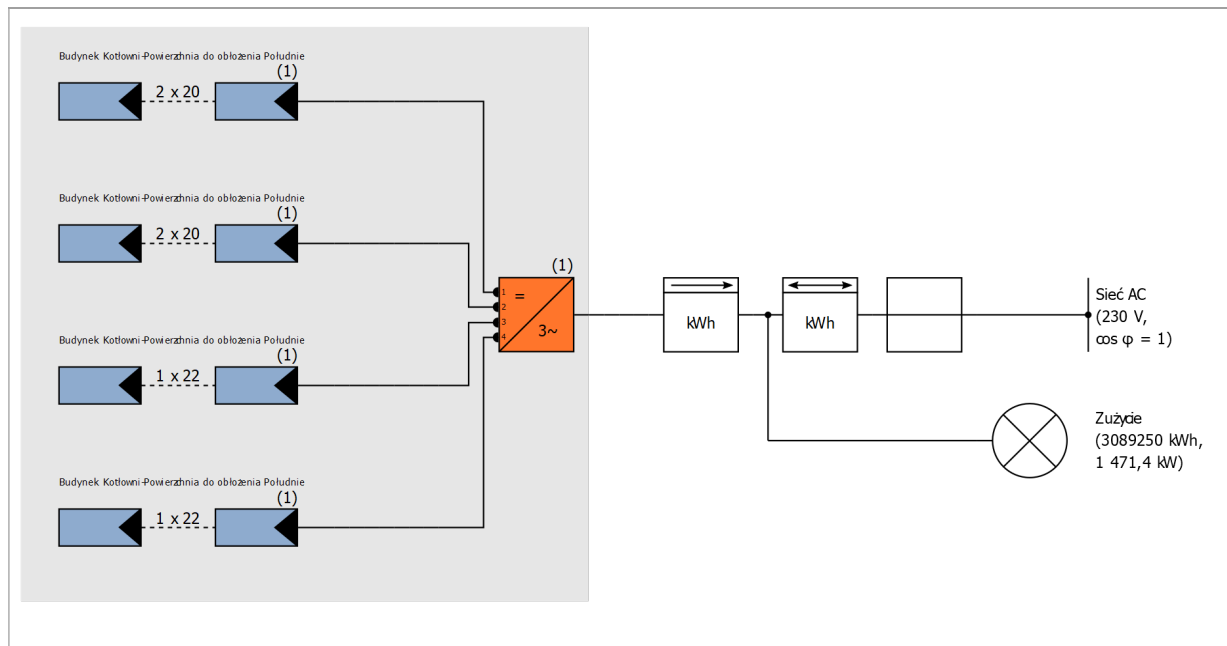 Budynek Kotłowni-Powierzchnia do obłożenia Południe
(1)
2 x 20
Budynek Kotłowni-Powierzchnia do obłożenia Południe
(1)
2 x 20
(1)
1
2
3
4
=
3~
kWh
kWh
Sieć AC
(230 V,
cos φ = 1)
Budynek Kotłowni-Powierzchnia do obłożenia Południe
(1)
1 x 22
Zużycie
(3089250 kWh,
1 471,4 kW)
Budynek Kotłowni-Powierzchnia do obłożenia Południe
(1)
1 x 22